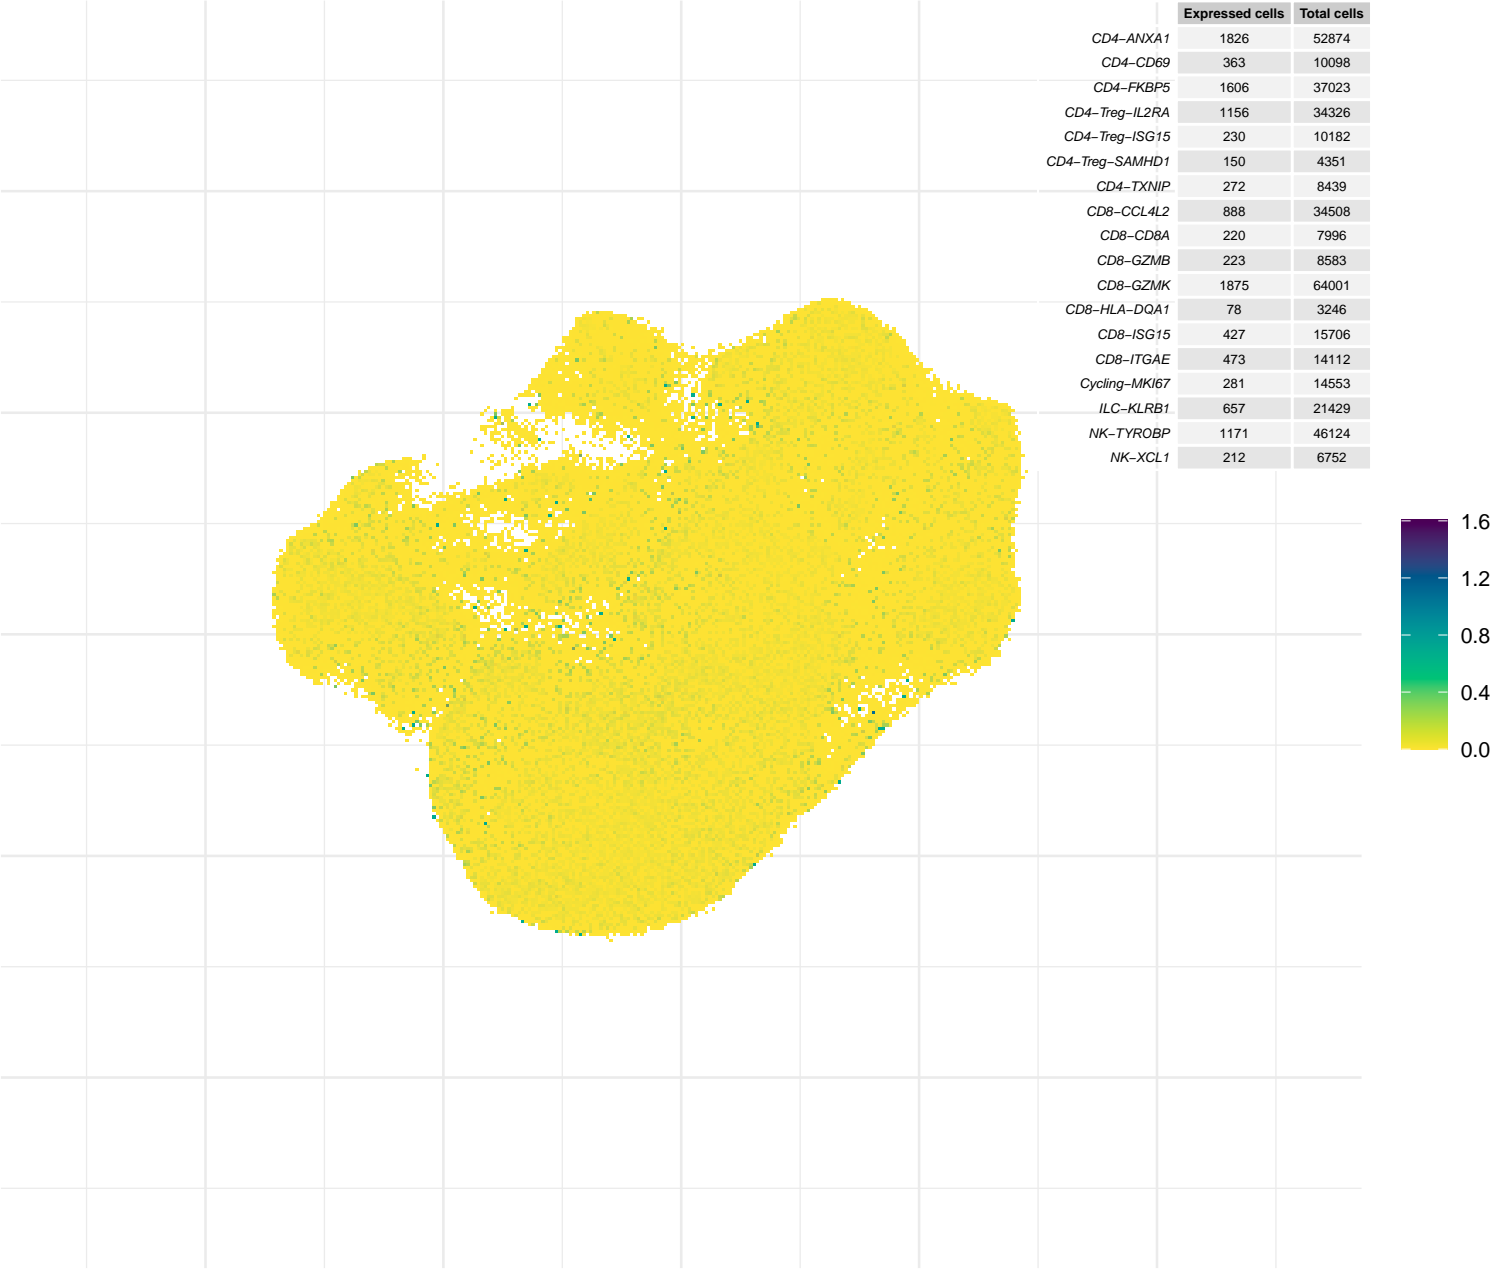 Expressed cells Total cells
CD4−ANXA1 1826 52874
CD4−CD69 363 10098
CD4−FKBP5 1606 37023
CD4−Treg−IL2RA 1156 34326
CD4−Treg−ISG15 230 10182
CD4−Treg−SAMHD1 150 4351
CD4−TXNIP 272 8439
CD8−CCL4L2 888 34508
CD8−CD8A 220 7996
CD8−GZMB 223 8583
CD8−GZMK 1875 64001
CD8−HLA−DQA1 78 3246
CD8−ISG15 427 15706
CD8−ITGAE 473 14112
Cycling−MKI67 281 14553
ILC−KLRB1 657 21429
NK−TYROBP 1171 46124
NK−XCL1 212 6752
1.6
1.2
0.8
0.4
0.0